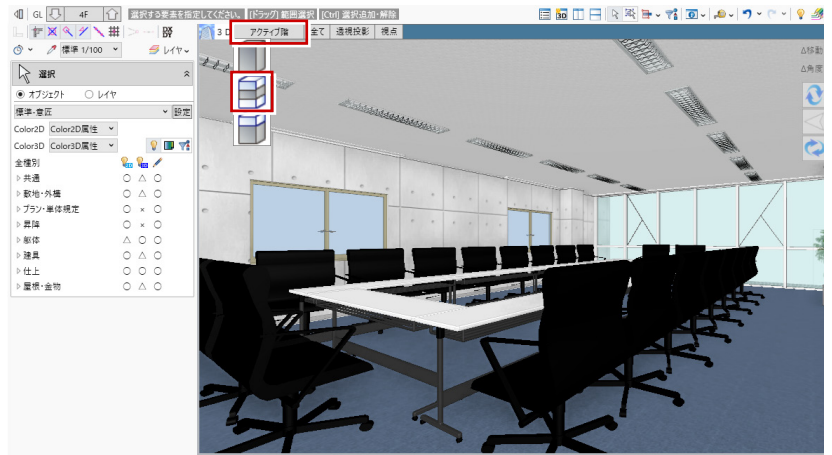 GL 4F 選択する要素を指定してください。 [ドラッグ] 範囲選択 [Ctrl] 選択追加・解除
3D アクティブ階 全て 透視投影 視点
標準 1/100 レイヤ
選択
オブジェクト レイヤ
標準-意匠 設定
Color2D Color2D属性
Color3D Color3D属性
全種別
共通 ○ △ ○
敷地・外構 ○ △ ○
プラン・単体規定 ○ × ○
昇降 ○ × ○
躯体 △ ○ ○
建具 ○ △ ○
仕上 ○ ○ ○
屋根・金物 ○ △ ○
△移動
△角度